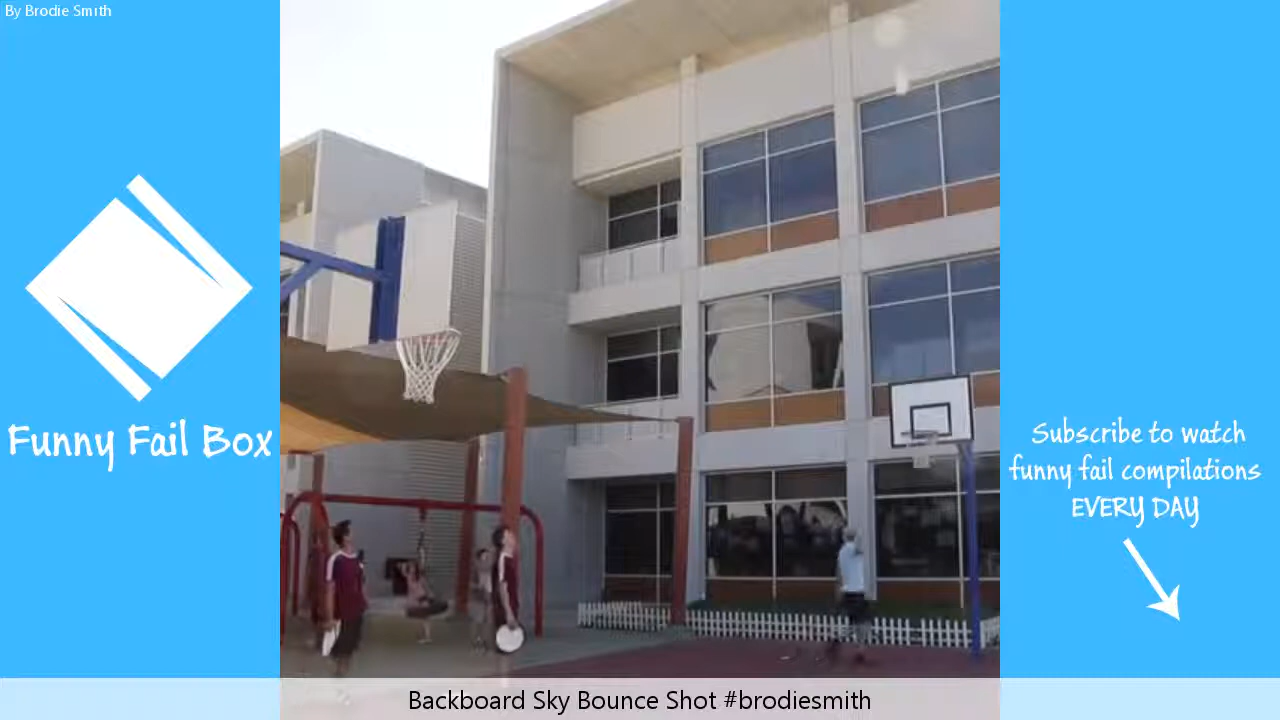 By Brodie Smith
Funny Fail Box
Subscribe to watch
funny fail compilations
EVERY DAY
Backboard Sky Bounce Shot #brodiesmith